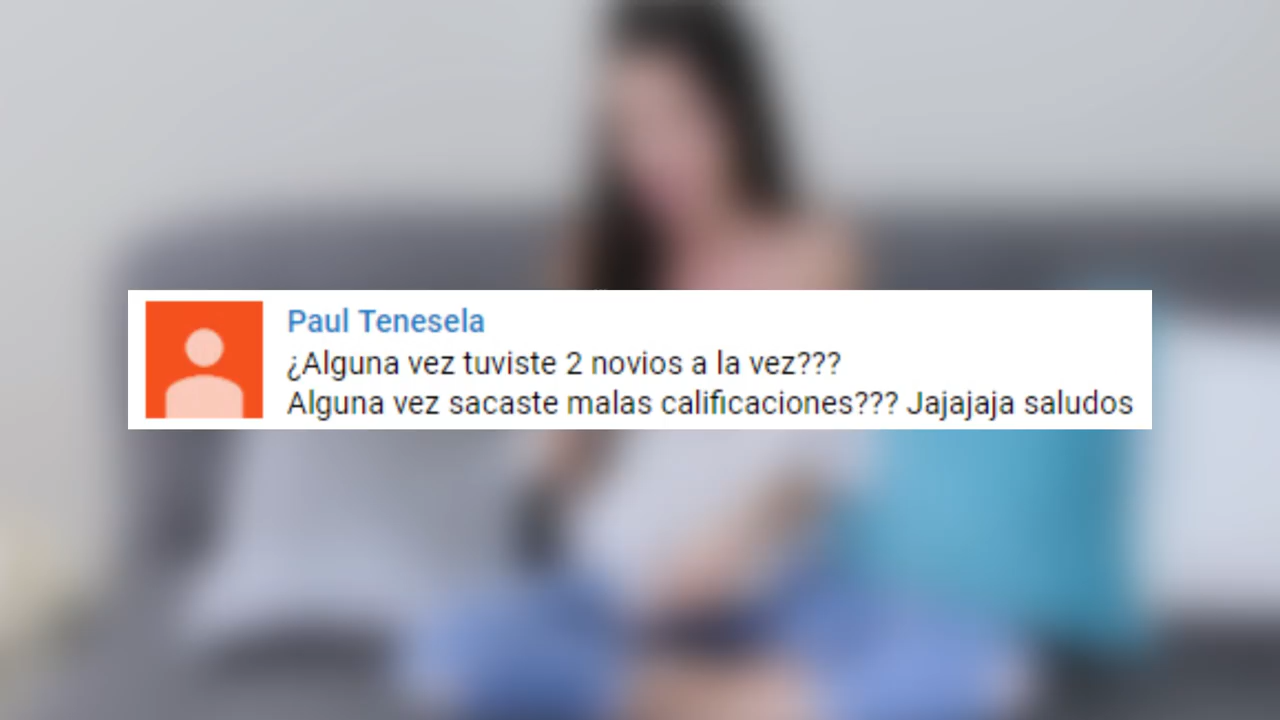 Paul Tenesela
¿Alguna vez tuviste 2 novios a la vez???
Alguna vez sacaste malas calificaciones??? Jajajaja saludos